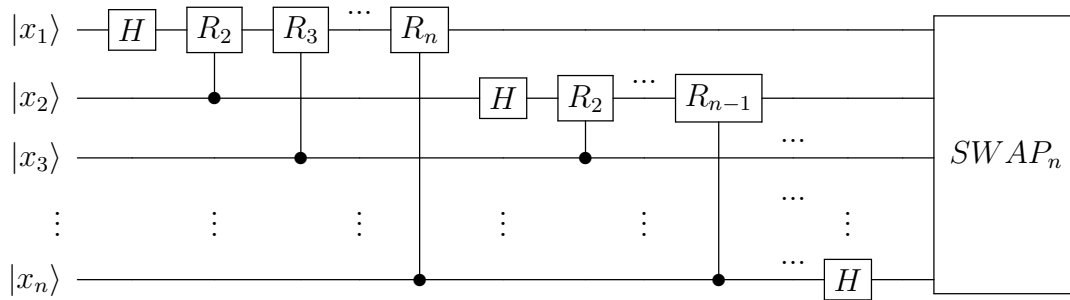 |x₁⟩ H R₂ R₃ ... Rₙ
|x₂⟩ H R₂ ... Rₙ₋₁
|x₃⟩ ... SWAPₙ
⋮ ⋮ ⋮ ⋮ ⋮ ... ⋮
|xₙ⟩ ... H